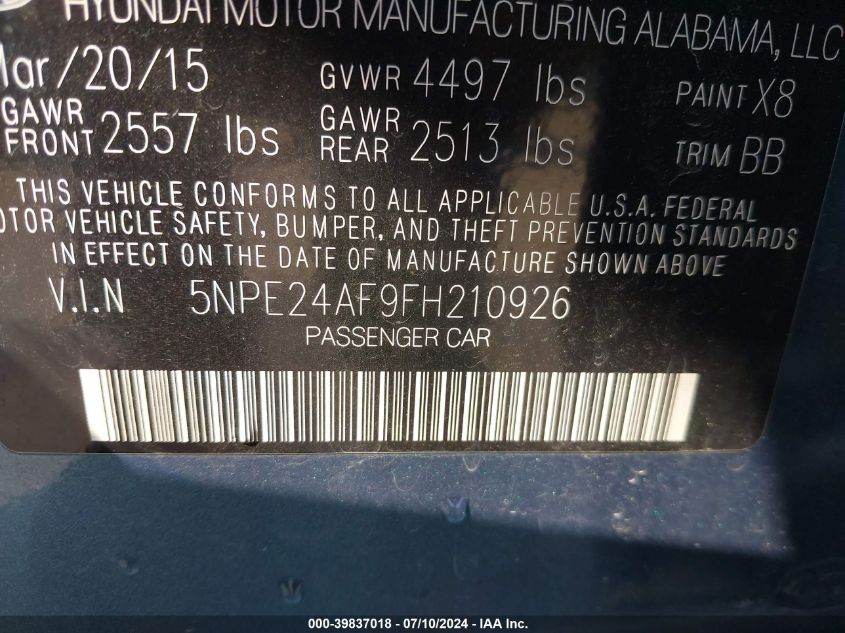 HYUNDAI MOTOR MANUFACTURING ALABAMA, LLC
Mar/20/15 GVWR 4497 lbs PAINT X8
GAWR FRONT 2557 lbs GAWR REAR 2513 lbs TRIM BB
THIS VEHICLE CONFORMS TO ALL APPLICABLE U.S.A. FEDERAL
MOTOR VEHICLE SAFETY, BUMPER, AND THEFT PREVENTION STANDARDS
IN EFFECT ON THE DATE OF MANUFACTURE SHOWN ABOVE
V.I.N 5NPE24AF9FH210926
PASSENGER CAR
000-39837018 - 07/10/2024 - IAA Inc.